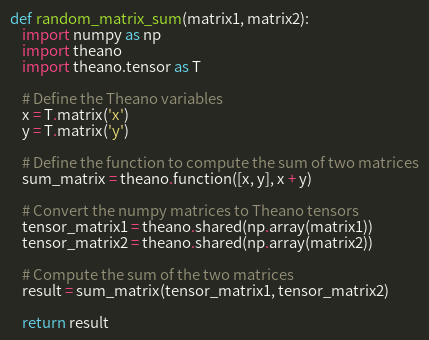 def random_matrix_sum(matrix1, matrix2):
import numpy as np
import theano
import theano.tensor as T
# Define the Theano variables
x = T.matrix('x')
y = T.matrix('y')
# Define the function to compute the sum of two matrices
sum_matrix = theano.function([x, y], x + y)
# Convert the numpy matrices to Theano tensors
tensor_matrix1 = theano.shared(np.array(matrix1))
tensor_matrix2 = theano.shared(np.array(matrix2))
# Compute the sum of the two matrices
result = sum_matrix(tensor_matrix1, tensor_matrix2)
return result